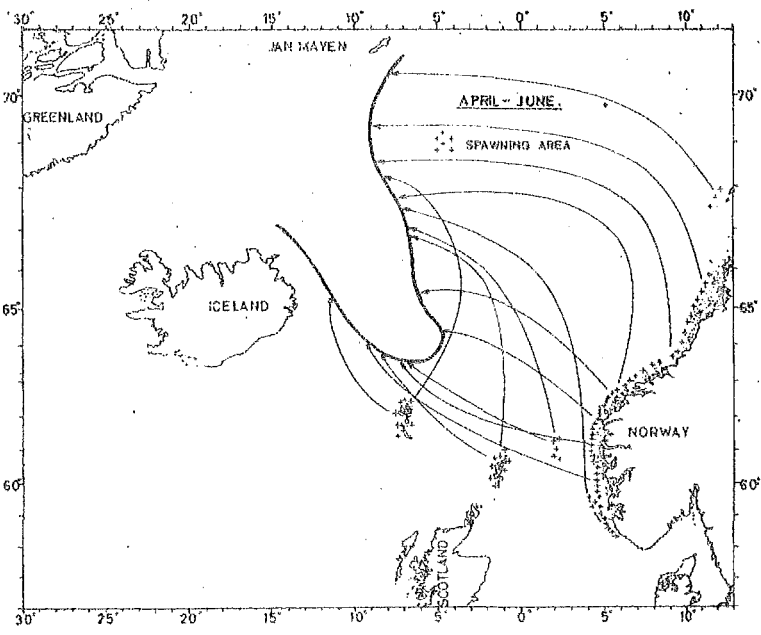 30° 25° 20° 15° 10° 5° 0° 5° 10°
JAN MAYEN
70° 70°
GREENLAND
APRIL - JUNE.
SPAWNING AREA
65° ICELAND 65°
NORWAY
60° 60°
SCOTLAND
30° 25° 20° 15° 10° 5° 0° 5° 10°